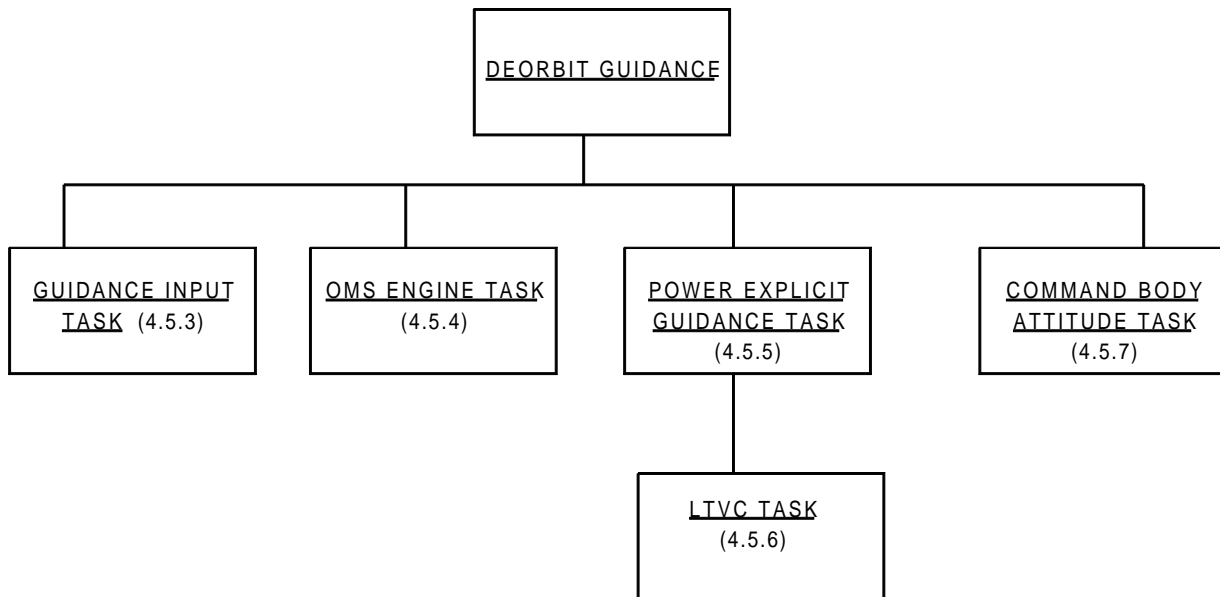 DEORBIT GUIDANCE
GUIDANCE INPUT
TASK (4.5.3)
OMS ENGINE TASK
(4.5.4)
POWER EXPLICIT
GUIDANCE TASK
(4.5.5)
COMMAND BODY
ATTITUDE TASK
(4.5.7)
LTVC TASK
(4.5.6)